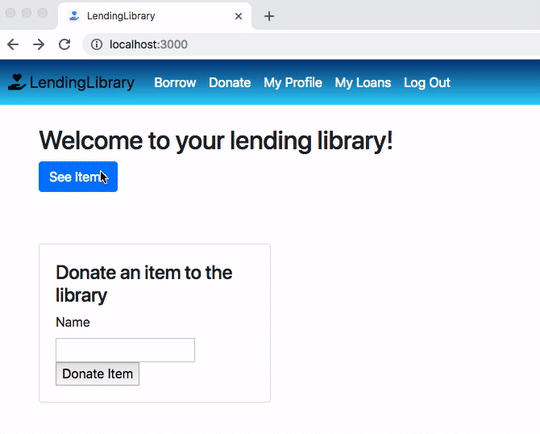 LendingLibrary
localhost:3000
LendingLibrary Borrow Donate My Profile My Loans Log Out
Welcome to your lending library!
See Item
Donate an item to the
library
Name
Donate Item